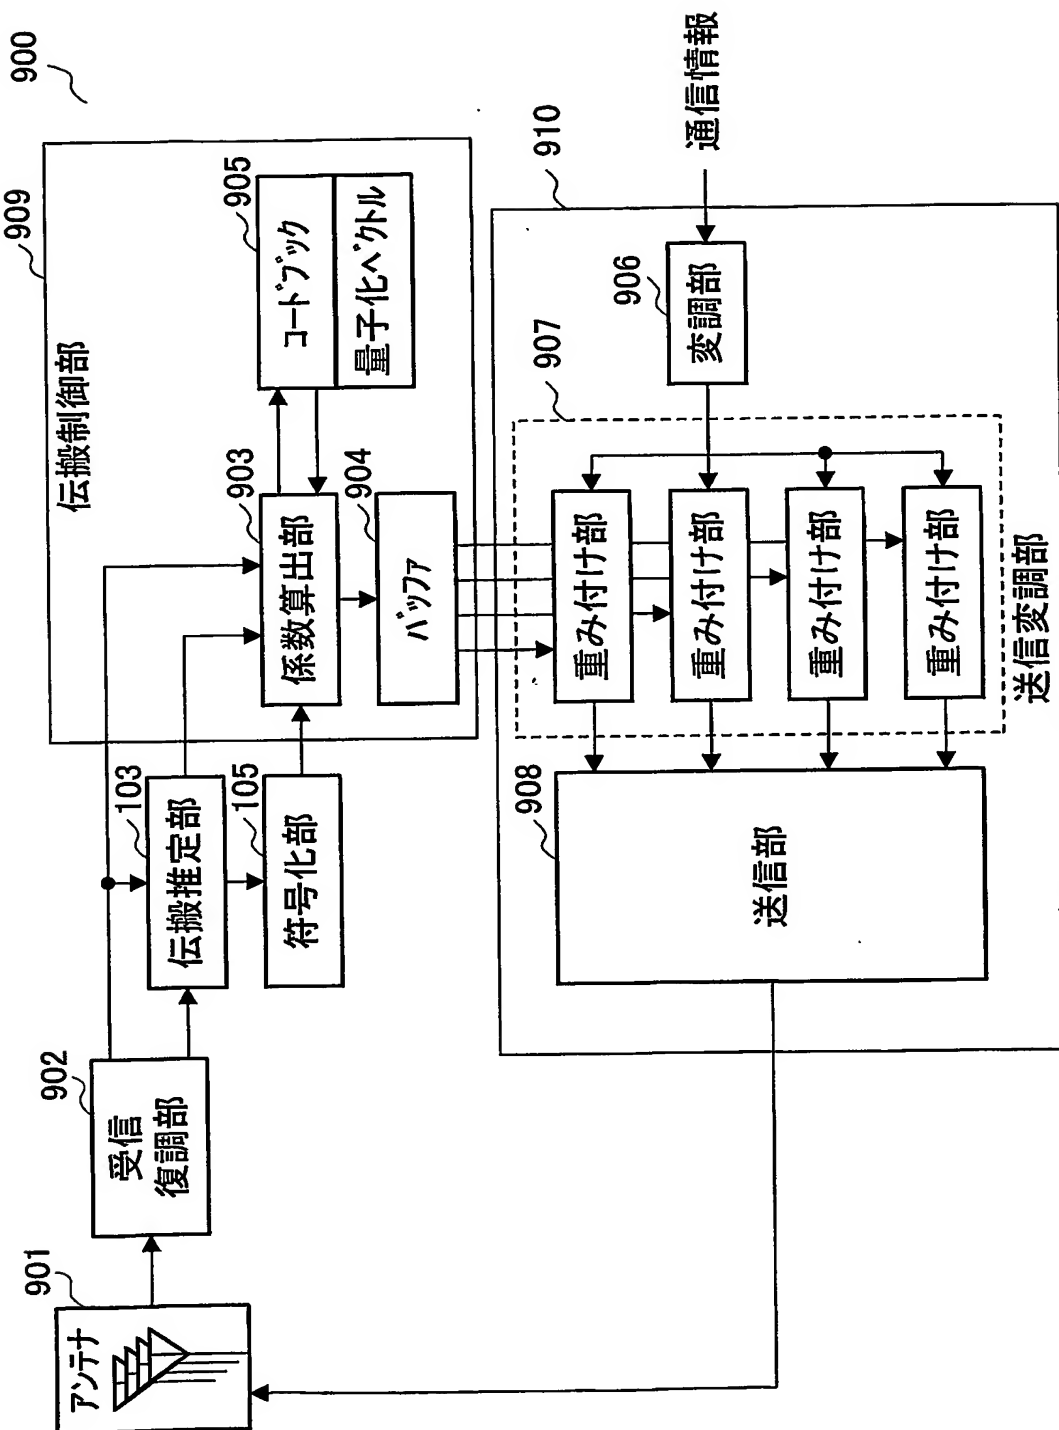 900
909
伝搬制御部
905
コードブック
量子化ベクトル
903
係数算出部
904
バッファ
103
伝搬推定部
105
符号化部
902
受信
復調部
901
アンテナ
通信情報
910
906
変調部
907
重み付け部
重み付け部
重み付け部
重み付け部
送信変調部
908
送信部